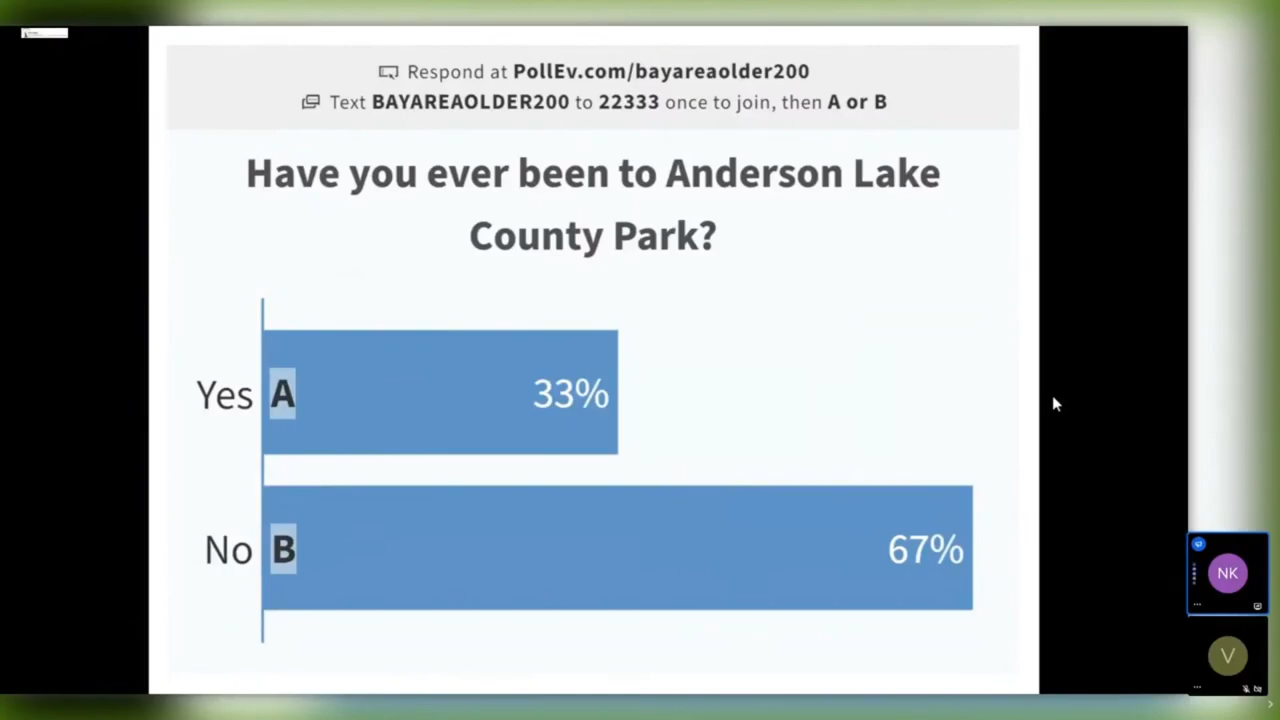 Respond at PollEv.com/bayareaolder200
Text BAYAREAOLDER200 to 22333 once to join, then A or B
Have you ever been to Anderson Lake
County Park?
Yes A 33%
No B 67%
NK
V